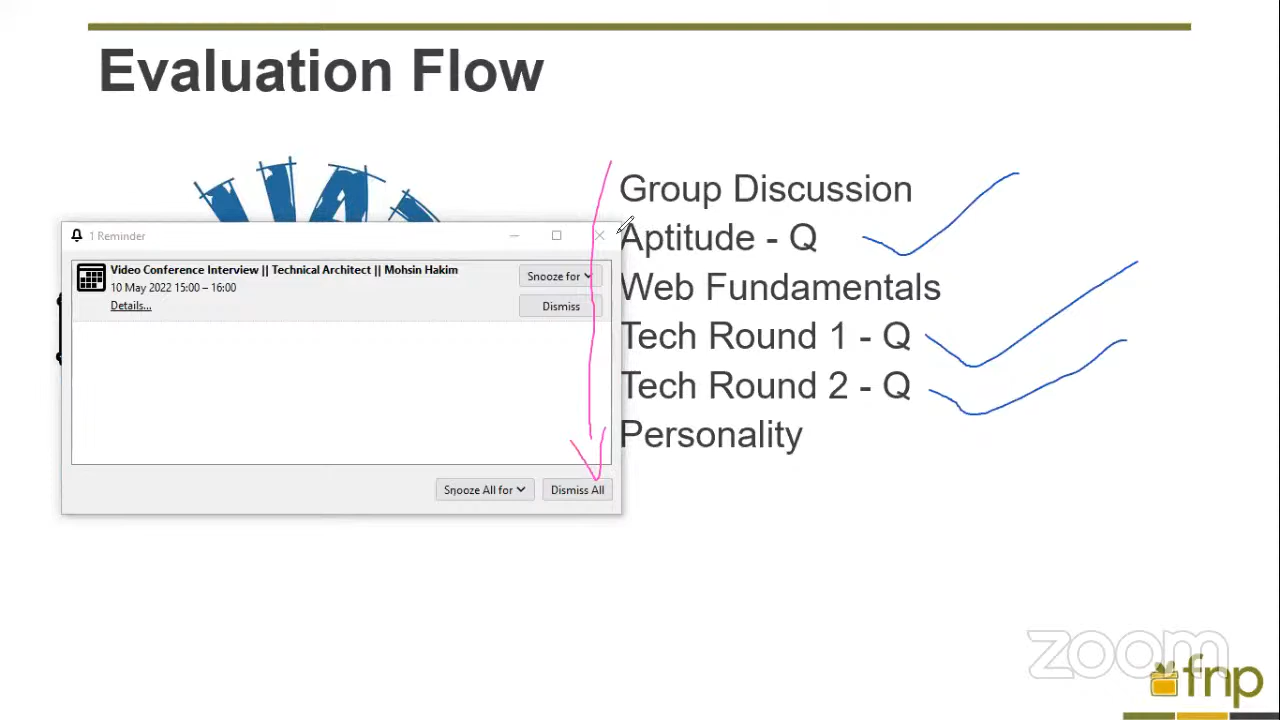 Evaluation Flow
1 Reminder
Video Conference Interview || Technical Architect || Mohsin Hakim
10 May 2022 15:00 – 16:00
Details...
Snooze for
Dismiss
Snooze All for
Dismiss All
Group Discussion
Aptitude - Q
Web Fundamentals
Tech Round 1 - Q
Tech Round 2 - Q
Personality
zoom
fnp